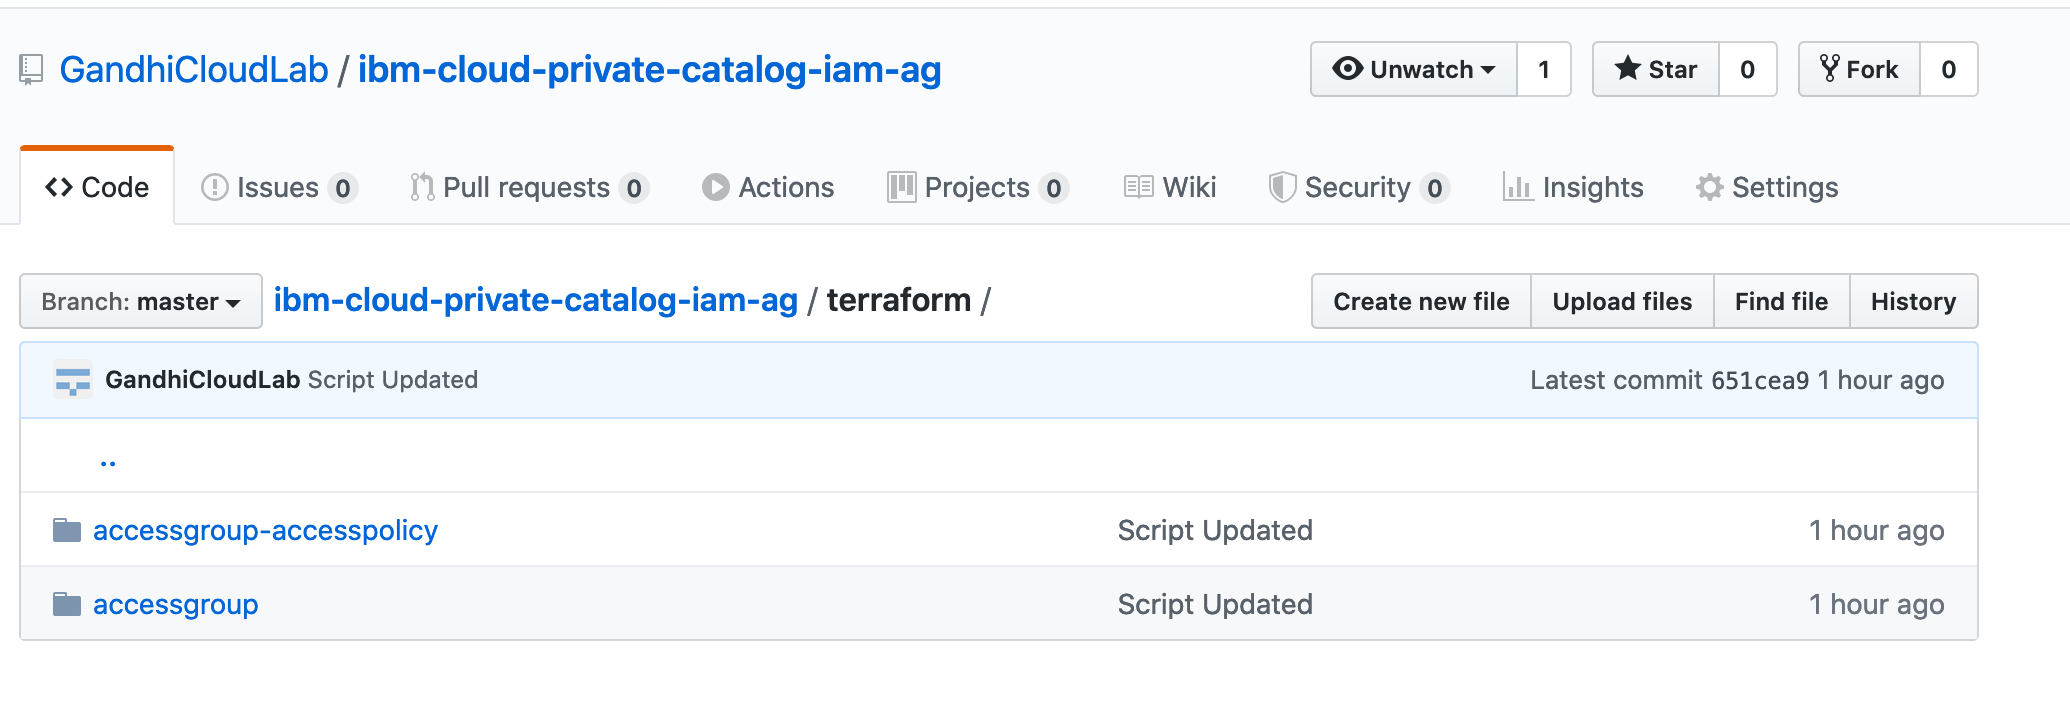 GandhiCloudLab / ibm-cloud-private-catalog-iam-ag
Unwatch 1 Star 0 Fork 0
Code Issues 0 Pull requests 0 Actions Projects 0 Wiki Security 0 Insights Settings
Branch: master ibm-cloud-private-catalog-iam-ag / terraform / Create new file Upload files Find file History
GandhiCloudLab Script Updated Latest commit 651cea9 1 hour ago
..
accessgroup-accesspolicy Script Updated 1 hour ago
accessgroup Script Updated 1 hour ago